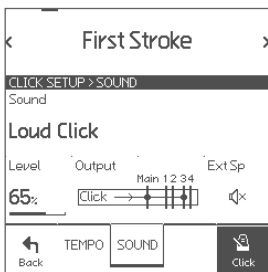 First Stroke
CLICK SETUP > SOUND
Sound
Loud Click
Level Output Ext Sp
Main 1 2 3 4
65% Click
TEMPO SOUND
Back Click